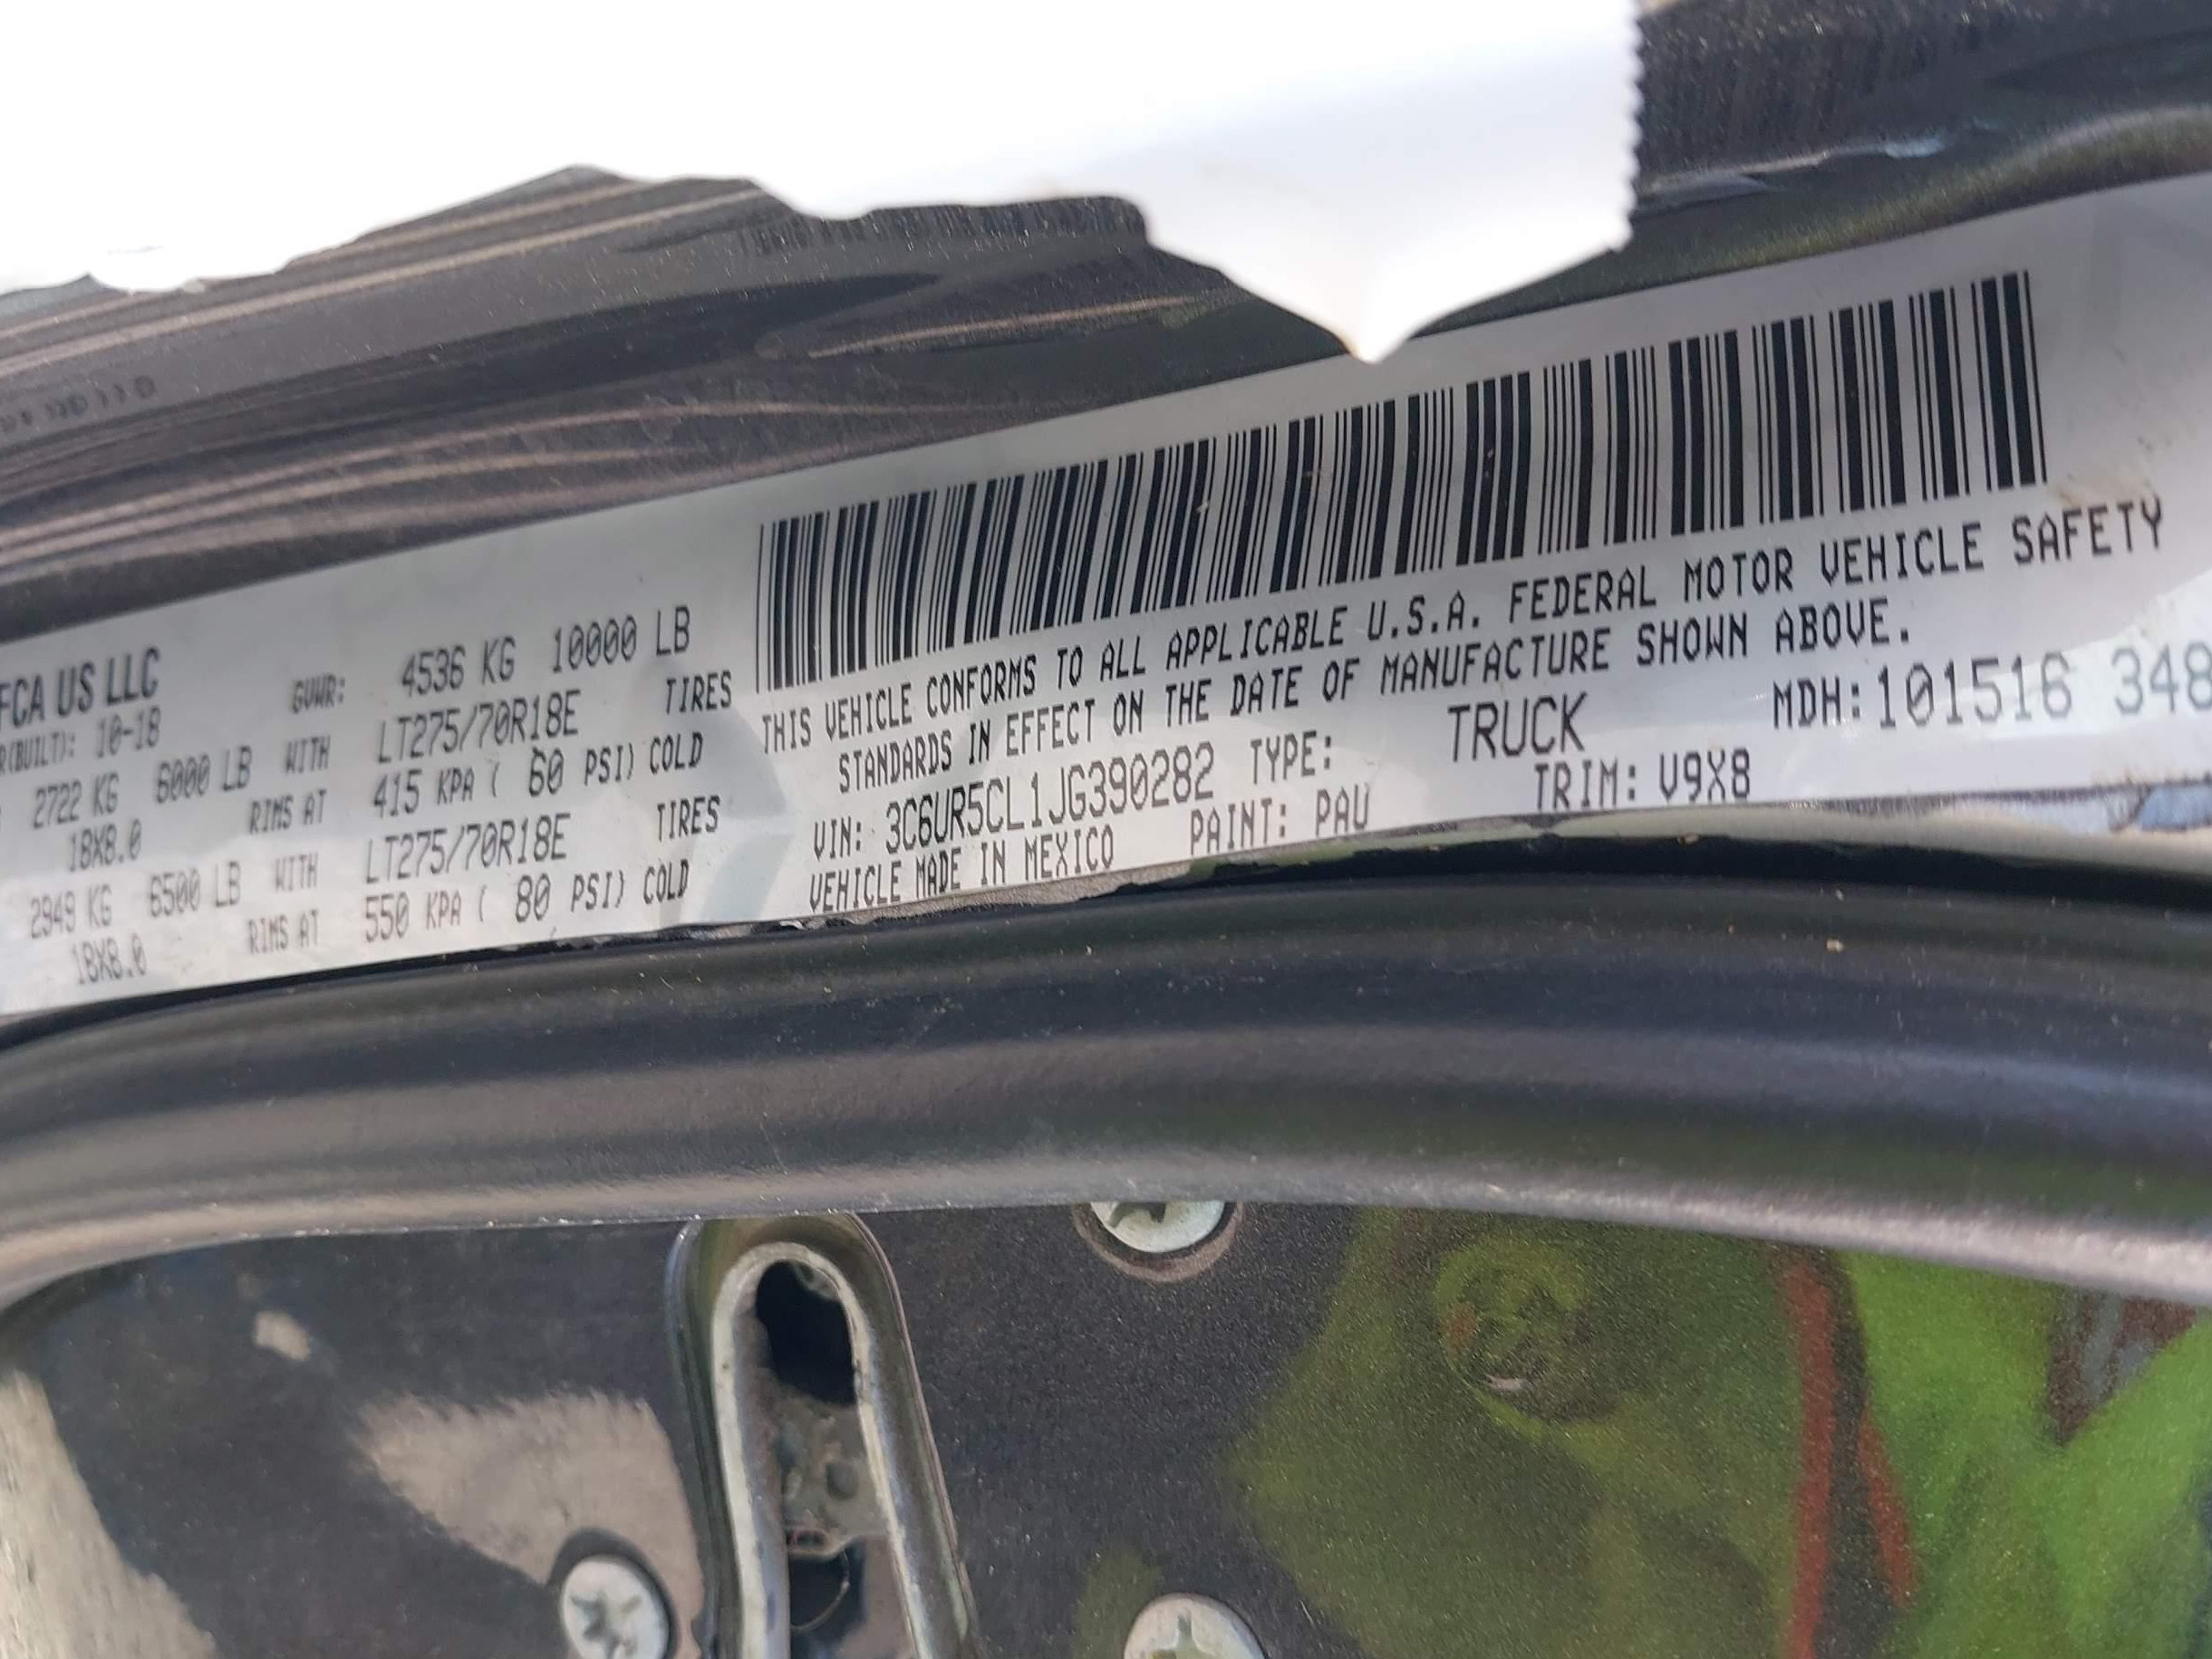 FCA US LLC
GVWR: 4536 KG 10000 LB
R(BUILT): 10-18
2722 KG 6000 LB WITH LT275/70R18E TIRES
18X8.0 RIMS AT 415 KPA ( 60 PSI) COLD
2949 KG 6500 LB WITH LT275/70R18E TIRES
18X8.0 RIMS AT 550 KPA ( 80 PSI) COLD
THIS VEHICLE CONFORMS TO ALL APPLICABLE U.S.A. FEDERAL MOTOR VEHICLE SAFETY
STANDARDS IN EFFECT ON THE DATE OF MANUFACTURE SHOWN ABOVE.
VIN: 3C6UR5CL1JG390282 TYPE: TRUCK MDH:101516 348
VEHICLE MADE IN MEXICO PAINT: PAU TRIM: V9X8